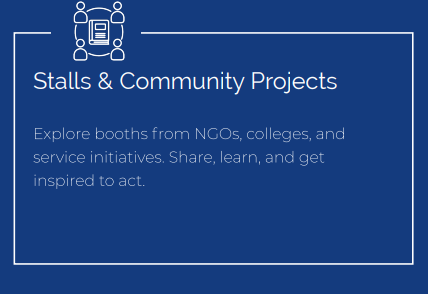 Stalls & Community Projects
Explore booths from NGOs, colleges, and
service initiatives. Share, learn, and get
inspired to act.